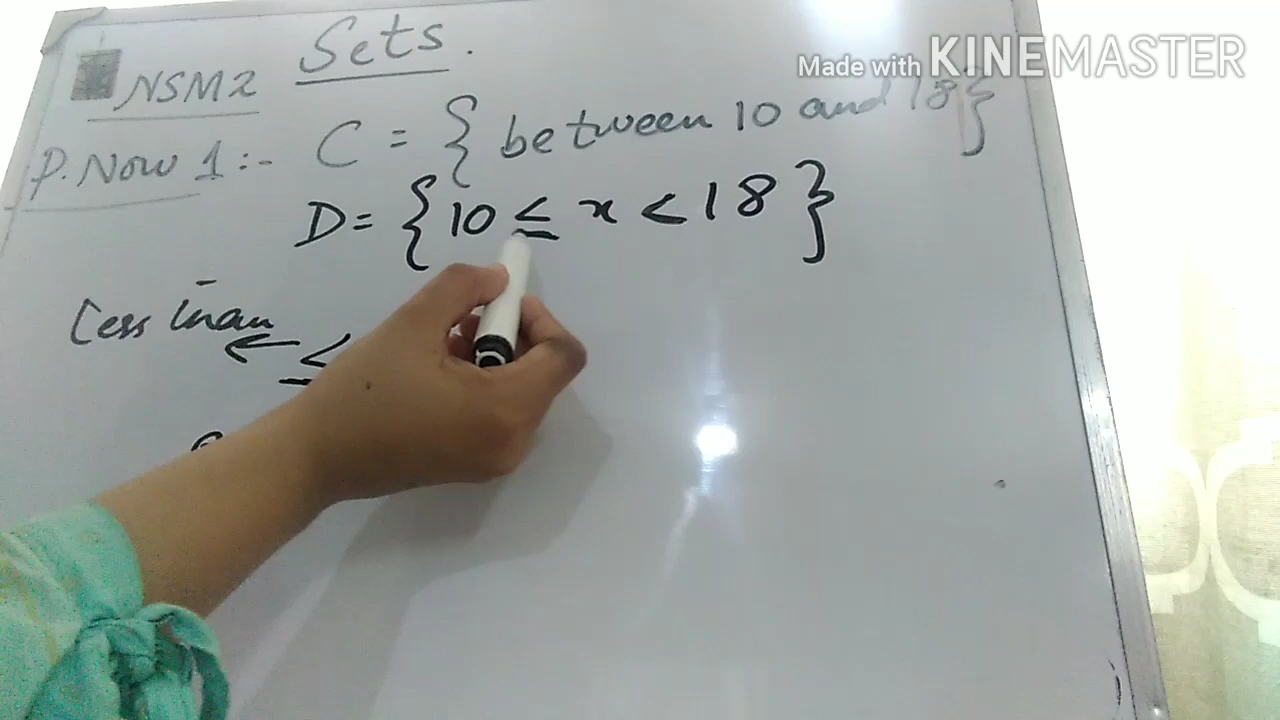 Made with KINEMASTER
Sets.
NSM2
P. Now 1:- C = { between 10 and 18}
D = { 10 ≤ x < 18 }
Less than
← ≤